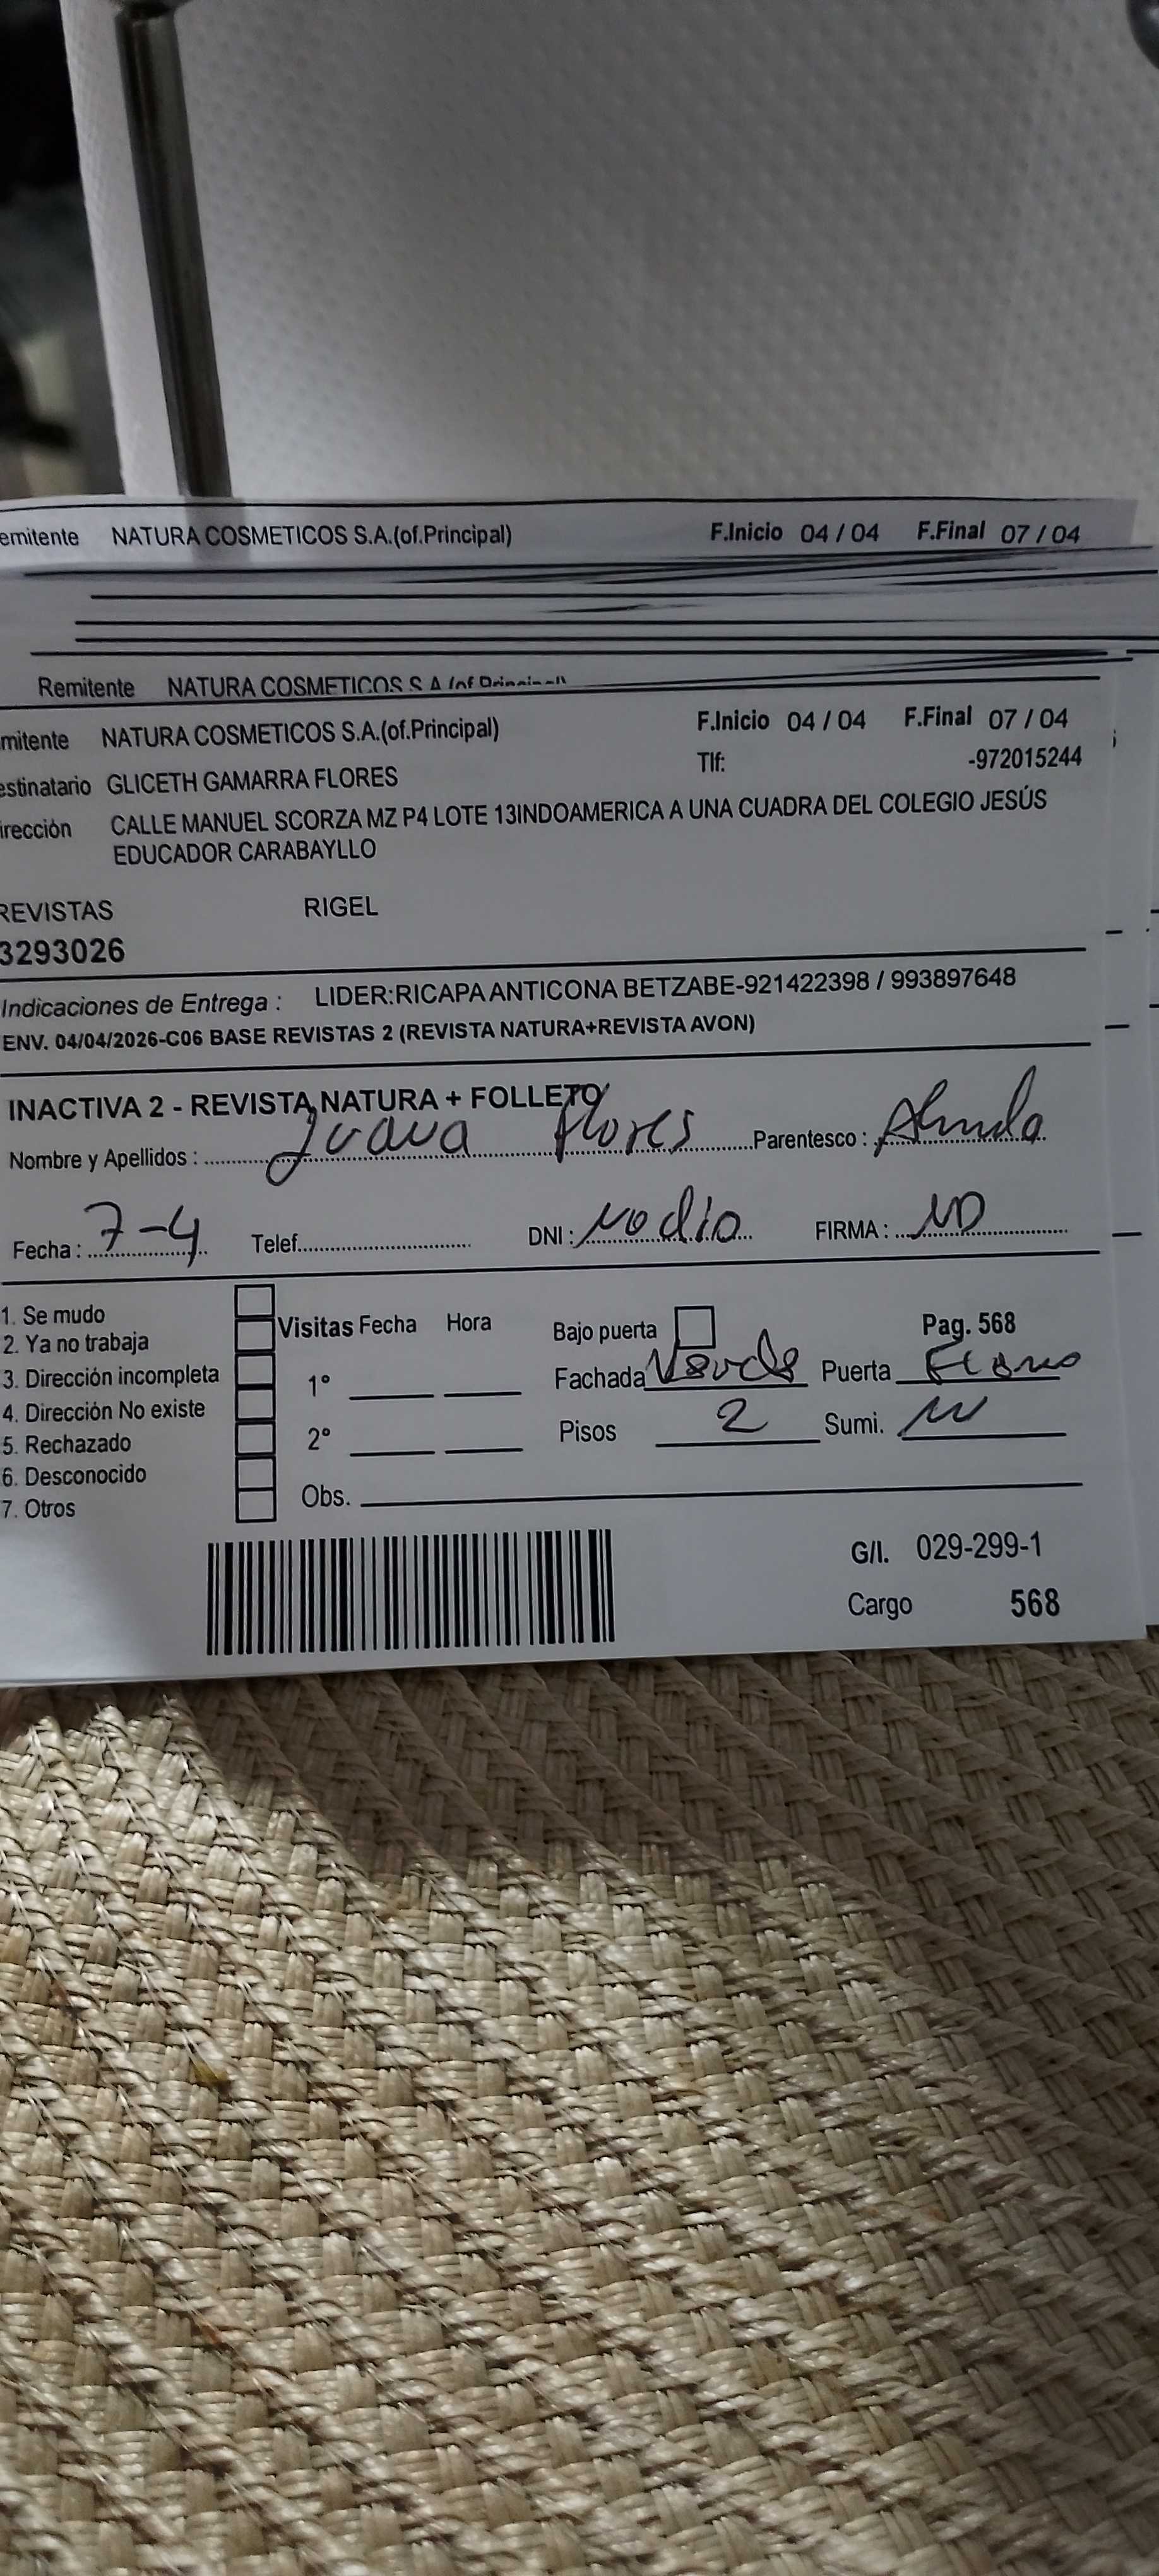 emitente NATURA COSMETICOS S.A.(of.Principal) F.Inicio 04 / 04 F.Final 07 / 04
Remitente NATURA COSMETICOS S.A.(of.Principal)
mitente NATURA COSMETICOS S.A.(of.Principal) F.Inicio 04 / 04 F.Final 07 / 04
estinatario GLICETH GAMARRA FLORES Tlf: -972015244
irección CALLE MANUEL SCORZA MZ P4 LOTE 13INDOAMERICA A UNA CUADRA DEL COLEGIO JESÚS
EDUCADOR CARABAYLLO
REVISTAS RIGEL
3293026
Indicaciones de Entrega : LIDER:RICAPA ANTICONA BETZABE-921422398 / 993897648
ENV. 04/04/2026-C06 BASE REVISTAS 2 (REVISTA NATURA+REVISTA AVON)
INACTIVA 2 - REVISTA NATURA + FOLLETO
Nombre y Apellidos : Juana Flores Parentesco :
Fecha : 7-4 Telef. DNI : No dio FIRMA : ND
1. Se mudo
2. Ya no trabaja
3. Dirección incompleta
4. Dirección No existe
5. Rechazado
6. Desconocido
7. Otros
Visitas Fecha Hora
1°
2°
Bajo puerta Pag. 568
Fachada Verde Puerta Fierro
Pisos 2 Sumi.
Obs.
G/I. 029-299-1
Cargo 568